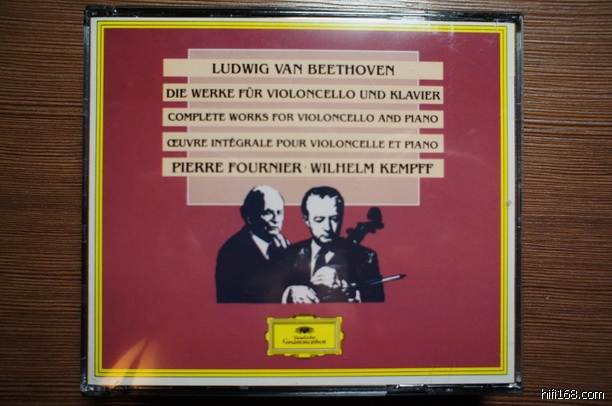 LUDWIG VAN BEETHOVEN
DIE WERKE FÜR VIOLONCELLO UND KLAVIER
COMPLETE WORKS FOR VIOLONCELLO AND PIANO
ŒUVRE INTÉGRALE POUR VIOLONCELLE ET PIANO
PIERRE FOURNIER · WILHELM KEMPFF
Deutsche
Grammophon
hifi168.com